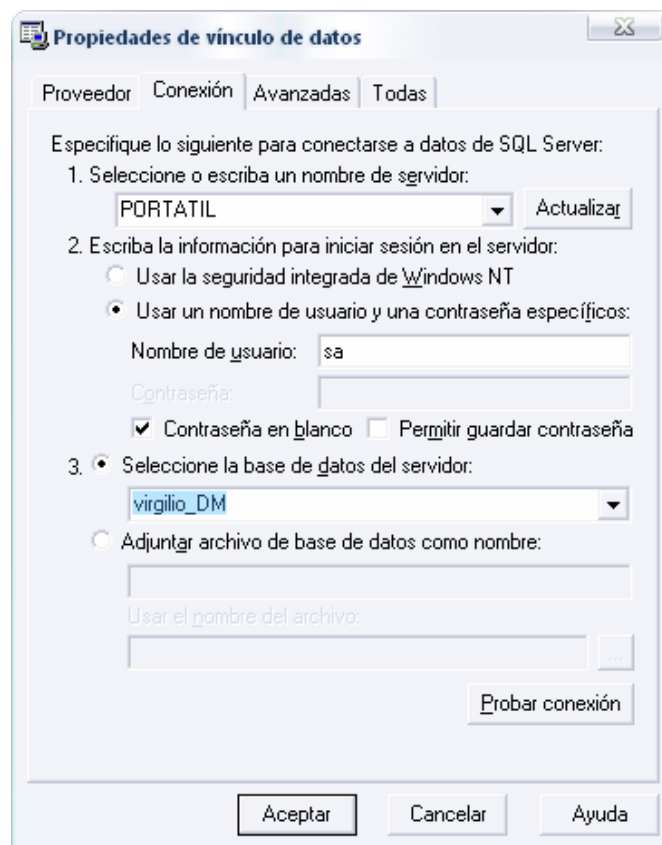 Propiedades de vínculo de datos
Proveedor Conexión Avanzadas Todas
Especifique lo siguiente para conectarse a datos de SQL Server:
1. Seleccione o escriba un nombre de servidor:
PORTATIL Actualizar
2. Escriba la información para iniciar sesión en el servidor:
Usar la seguridad integrada de Windows NT
Usar un nombre de usuario y una contraseña específicos:
Nombre de usuario: sa
Contraseña:
Contraseña en blanco Permitir guardar contraseña
3. Seleccione la base de datos del servidor:
virgilio_DM
Adjuntar archivo de base de datos como nombre:
Usar el nombre del archivo:
...
Probar conexión
Aceptar Cancelar Ayuda